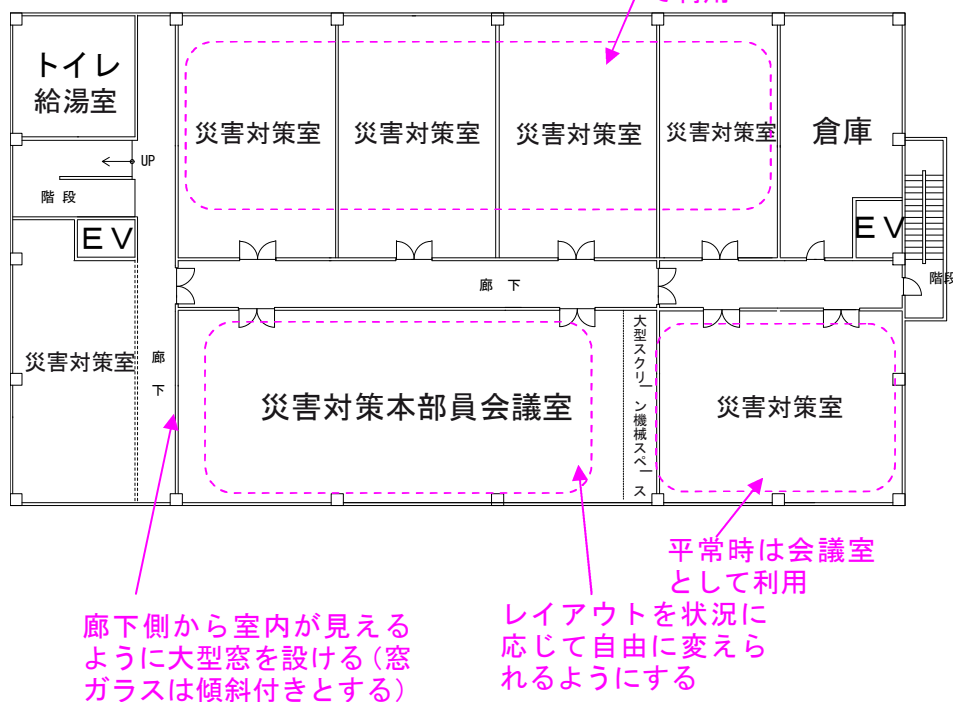 トイレ
給湯室
災害対策室
災害対策室
災害対策室
災害対策室
倉庫
UP
階段
EV
EV
廊下
階段
災害対策室
廊下
災害対策本部員会議室
大型スクリーン機械スペース
災害対策室
平常時は会議室
として利用
廊下側から室内が見える
ように大型窓を設ける(窓
ガラスは傾斜付きとする)
レイアウトを状況に
応じて自由に変えら
れるようにする